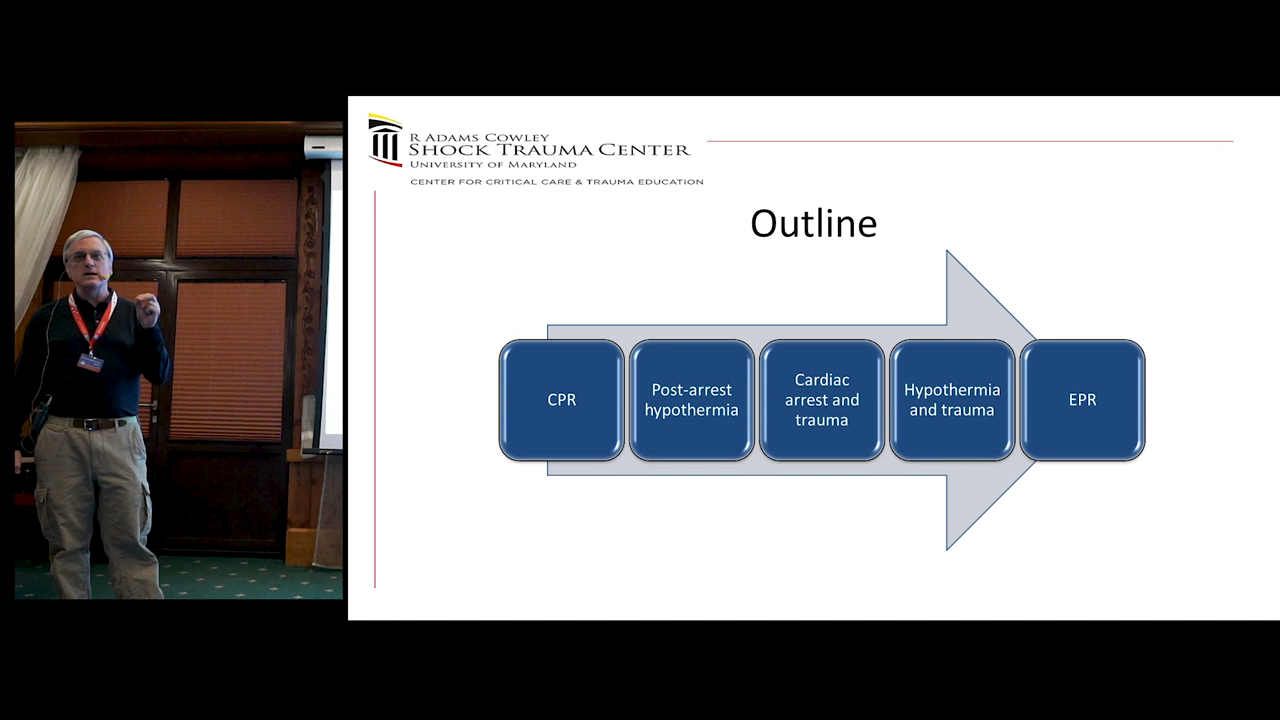 R ADAMS COWLEY
SHOCK TRAUMA CENTER
UNIVERSITY OF MARYLAND
CENTER FOR CRITICAL CARE & TRAUMA EDUCATION
Outline
CPR
Post-arrest
hypothermia
Cardiac
arrest and
trauma
Hypothermia
and trauma
EPR